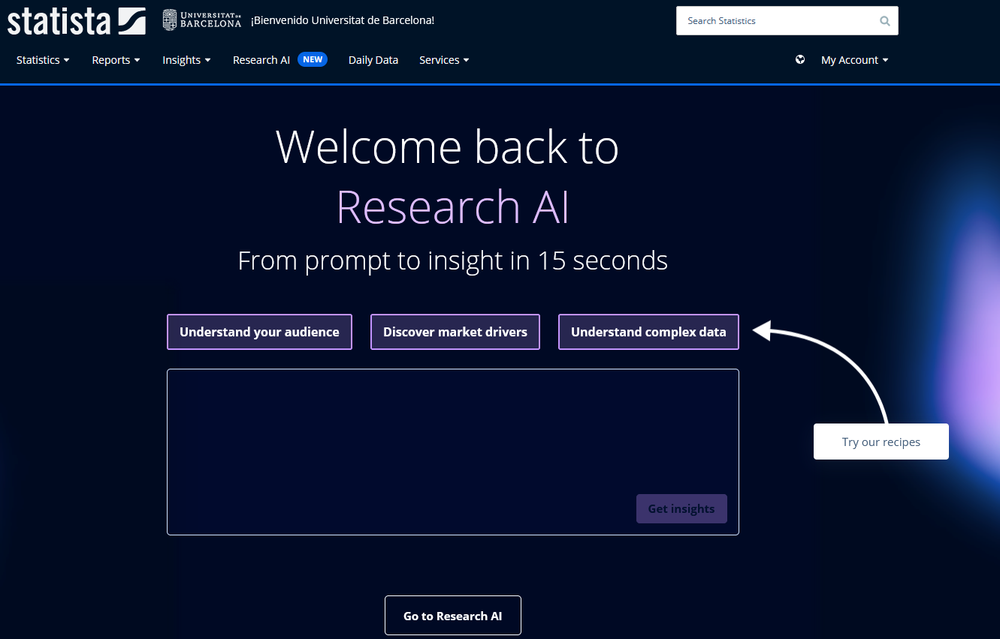 statista
UNIVERSITAT DE
BARCELONA
¡Bienvenido Universitat de Barcelona!
Search Statistics
Statistics
Reports
Insights
Research AI
NEW
Daily Data
Services
My Account
Welcome back to
Research AI
From prompt to insight in 15 seconds
Understand your audience
Discover market drivers
Understand complex data
Try our recipes
Get insights
Go to Research AI